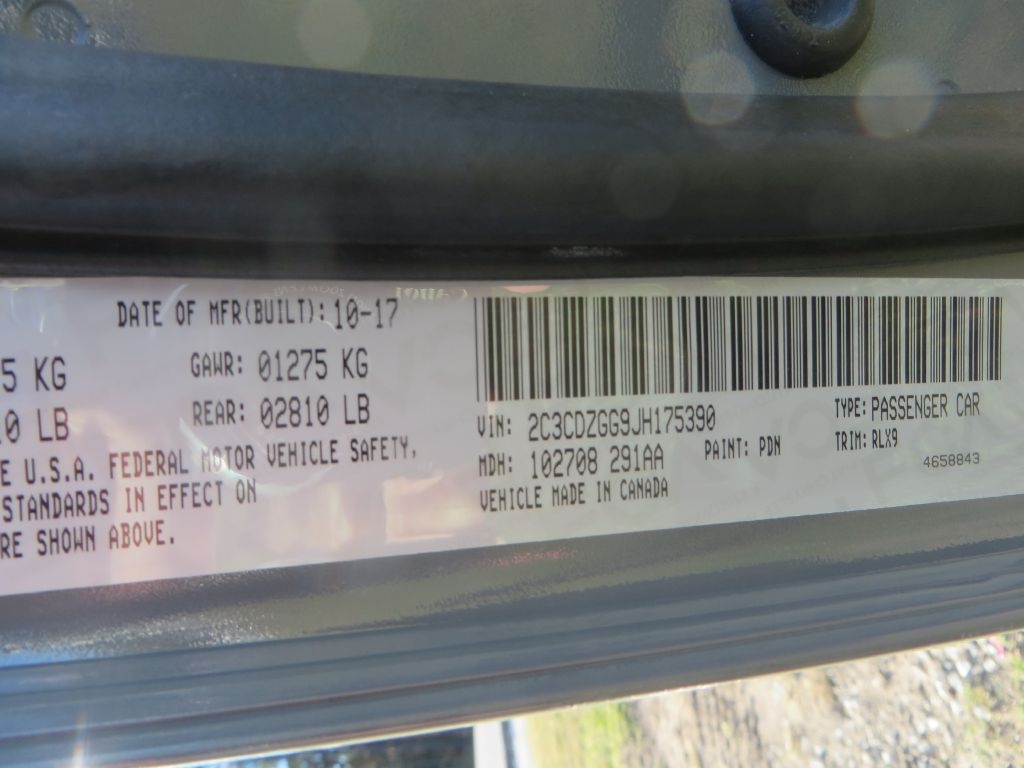 DATE OF MFR(BUILT): 10-17
5 KG GAWR: 01275 KG
0 LB REAR: 02810 LB
E U.S.A. FEDERAL MOTOR VEHICLE SAFETY,
STANDARDS IN EFFECT ON
RE SHOWN ABOVE.
VIN: 2C3CDZGG9JH175390 TYPE: PASSENGER CAR
MDH: 102708 291AA PAINT: PDN TRIM: RLX9
VEHICLE MADE IN CANADA 4658843